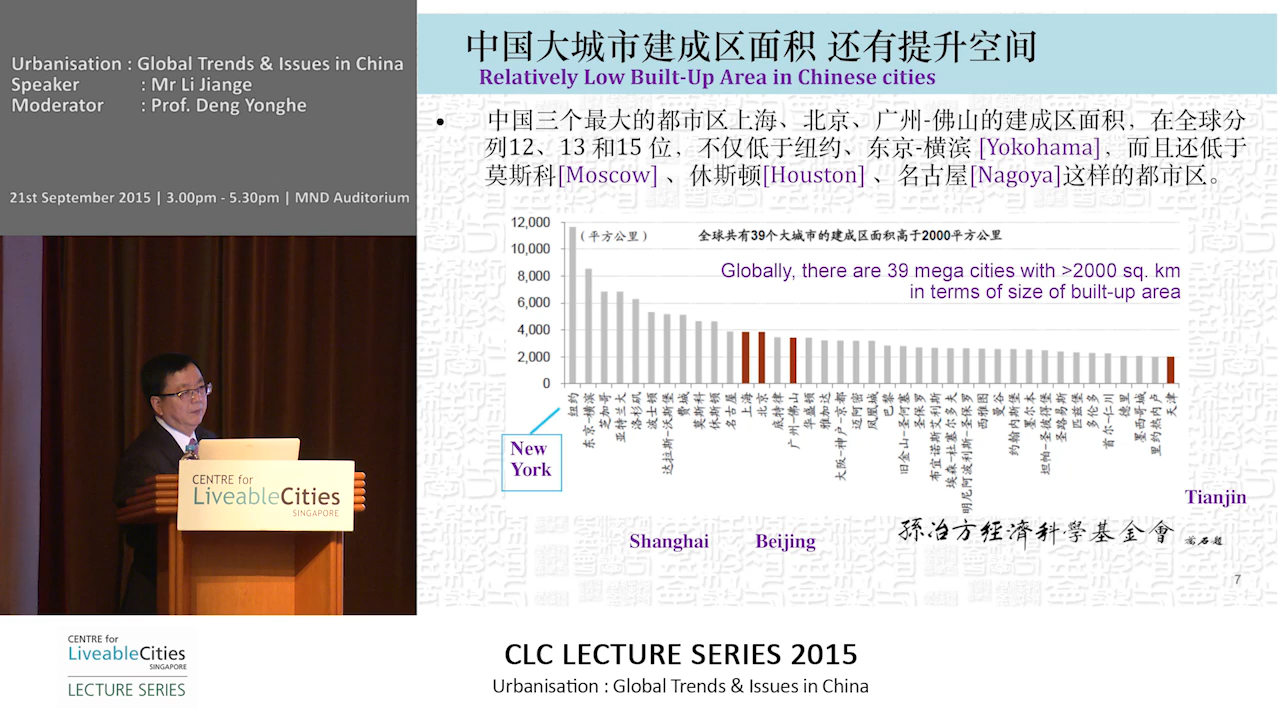 Urbanisation : Global Trends & Issues in China
Speaker : Mr Li Jiange
Moderator : Prof. Deng Yonghe
21st September 2015 | 3.00pm - 5.30pm | MND Auditorium
CENTRE for
LiveableCities
SINGAPORE
中国大城市建成区面积 还有提升空间
Relatively Low Built-Up Area in Chinese cities
• 中国三个最大的都市区上海、北京、广州-佛山的建成区面积，在全球分
列12、13 和15 位，不仅低于纽约、东京-横滨 [Yokohama]，而且还低于
莫斯科[Moscow] 、休斯顿[Houston] 、 名古屋[Nagoya]这样的都市区。
（平方公里）
全球共有39个大城市的建成区面积高于2000平方公里
Globally, there are 39 mega cities with >2000 sq. km
in terms of size of built-up area
12,000
10,000
8,000
6,000
4,000
2,000
0
纽约
东京-横滨
芝加哥
亚特兰大
洛杉矶
波士顿
达拉斯-沃斯堡
费城
莫斯科
休斯顿
名古屋
上海
北京
底特律
广州-佛山
华盛顿
雅加达
大阪-神户-京都
迈阿密
凤凰城
巴黎
旧金山-圣何塞
圣保罗
布宜诺斯艾利斯
埃森-杜塞尔多夫
明尼阿波利斯-圣保罗
西雅图
曼谷
约翰内斯堡
墨尔本
坦帕-圣彼得堡
圣路易斯
匹兹堡
多伦多
首尔-仁川
德里
墨西哥城
里约热内卢
天津
New
York
Shanghai
Beijing
Tianjin
孫冶方經濟科學基金會
7
CENTRE for
LiveableCities
SINGAPORE
LECTURE SERIES
CLC LECTURE SERIES 2015
Urbanisation : Global Trends & Issues in China